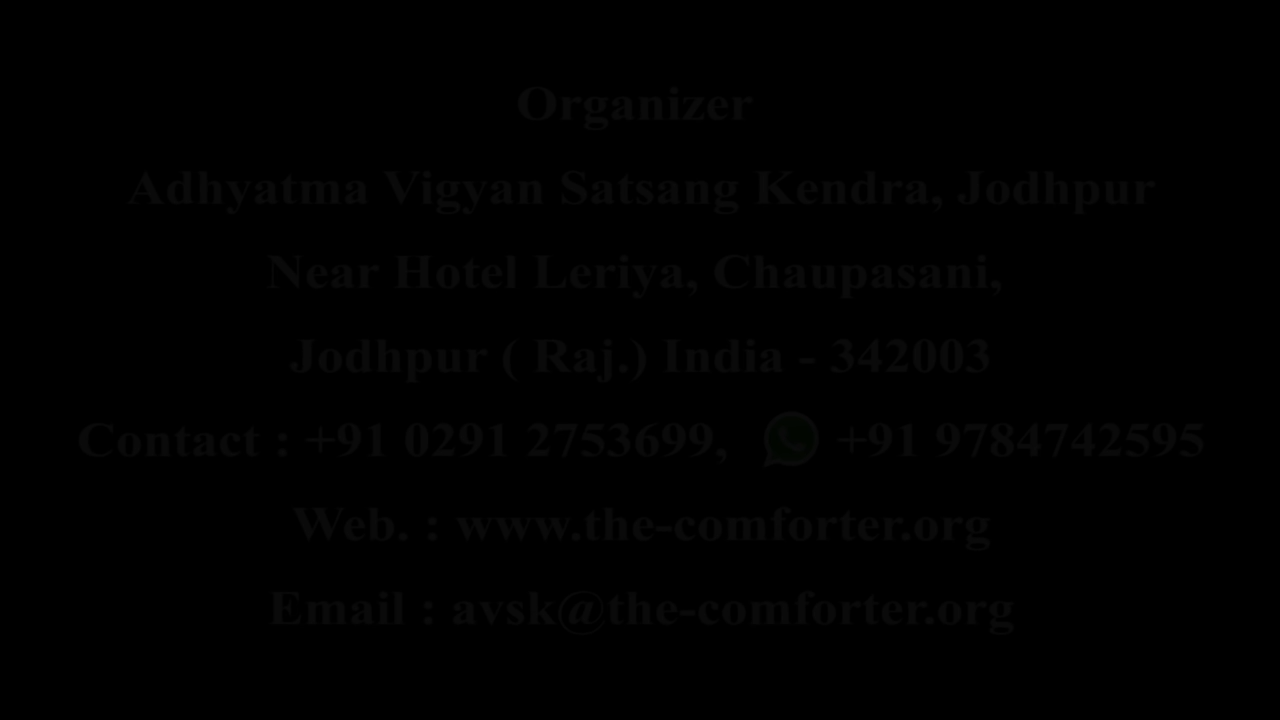 Organizer
Adhyatma Vigyan Satsang Kendra, Jodhpur
Near Hotel Leriya, Chaupasani,
Jodhpur ( Raj.) India - 342003
Contact : +91 0291 2753699, +91 9784742595
Web. : www.the-comforter.org
Email : avsk@the-comforter.org